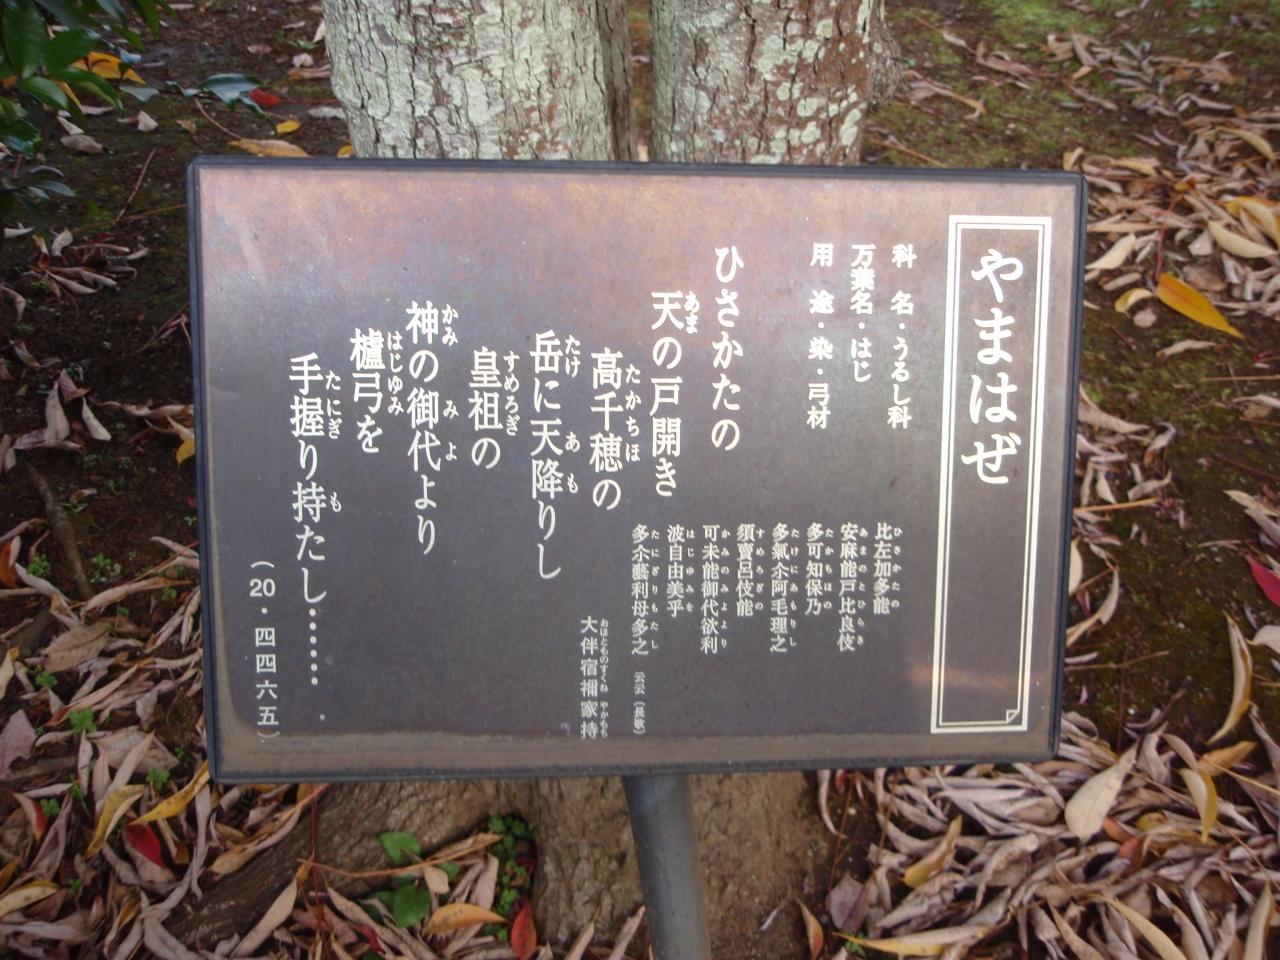 やまはぜ
科 名・うるし科
万葉名・はじ
用 途・染・弓材
ひさかたの
天の戸開き
高千穂の
岳に天降りし
皇祖の
神の御代より
櫨弓を
手握り持たし……
(20・四四六五)
比左加多能
安麻能戸比良伎
多可知保乃
多氣尒阿毛理之
須賣呂伎能
可未能御代欲利
波自由美乎
多尒藝利母多之 云云(長歌)
大伴宿禰家持